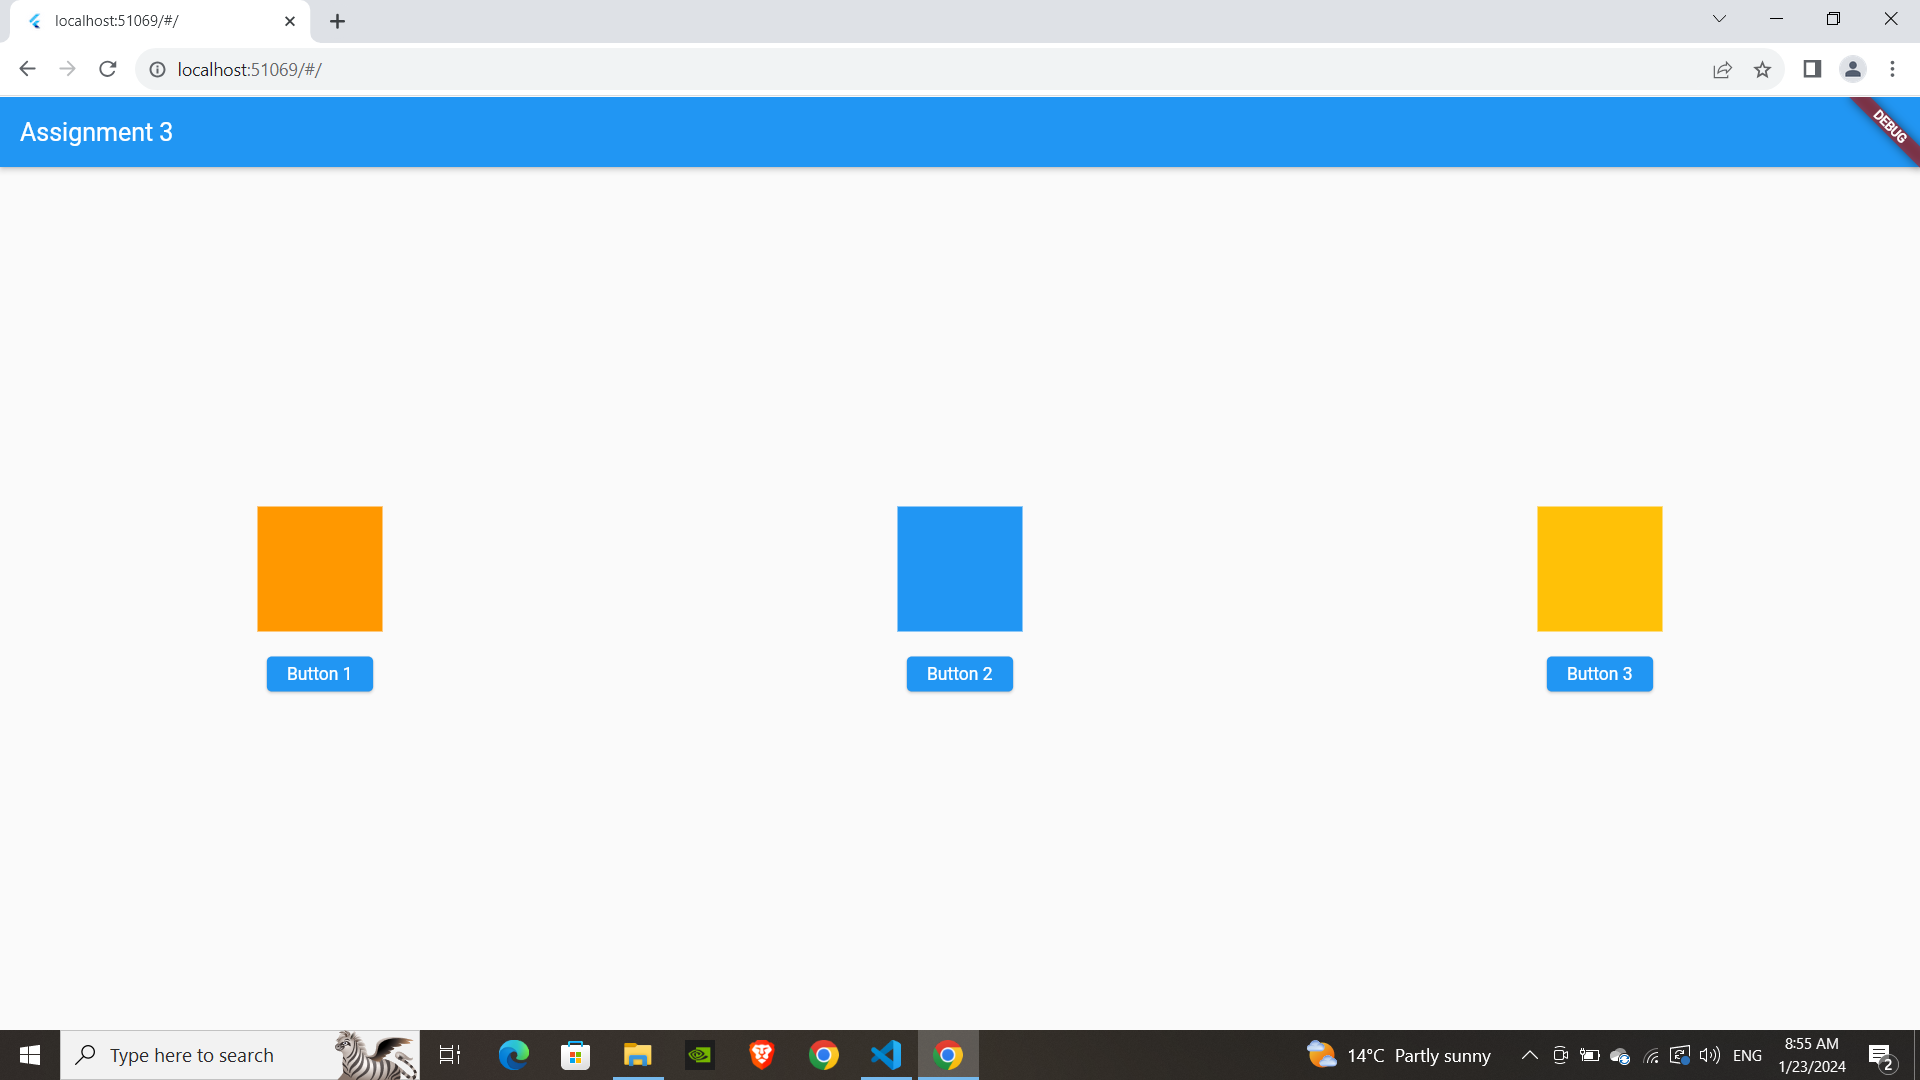 localhost:51069/#/
localhost:51069/#/
Assignment 3
DEBUG
Button 1
Button 2
Button 3
Type here to search
14°C Partly sunny
ENG
8:55 AM
1/23/2024
2